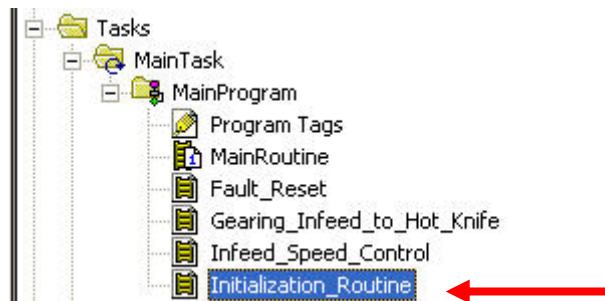 Tasks
MainTask
MainProgram
Program Tags
MainRoutine
Fault_Reset
Gearing_Infeed_to_Hot_Knife
Infeed_Speed_Control
Initialization_Routine